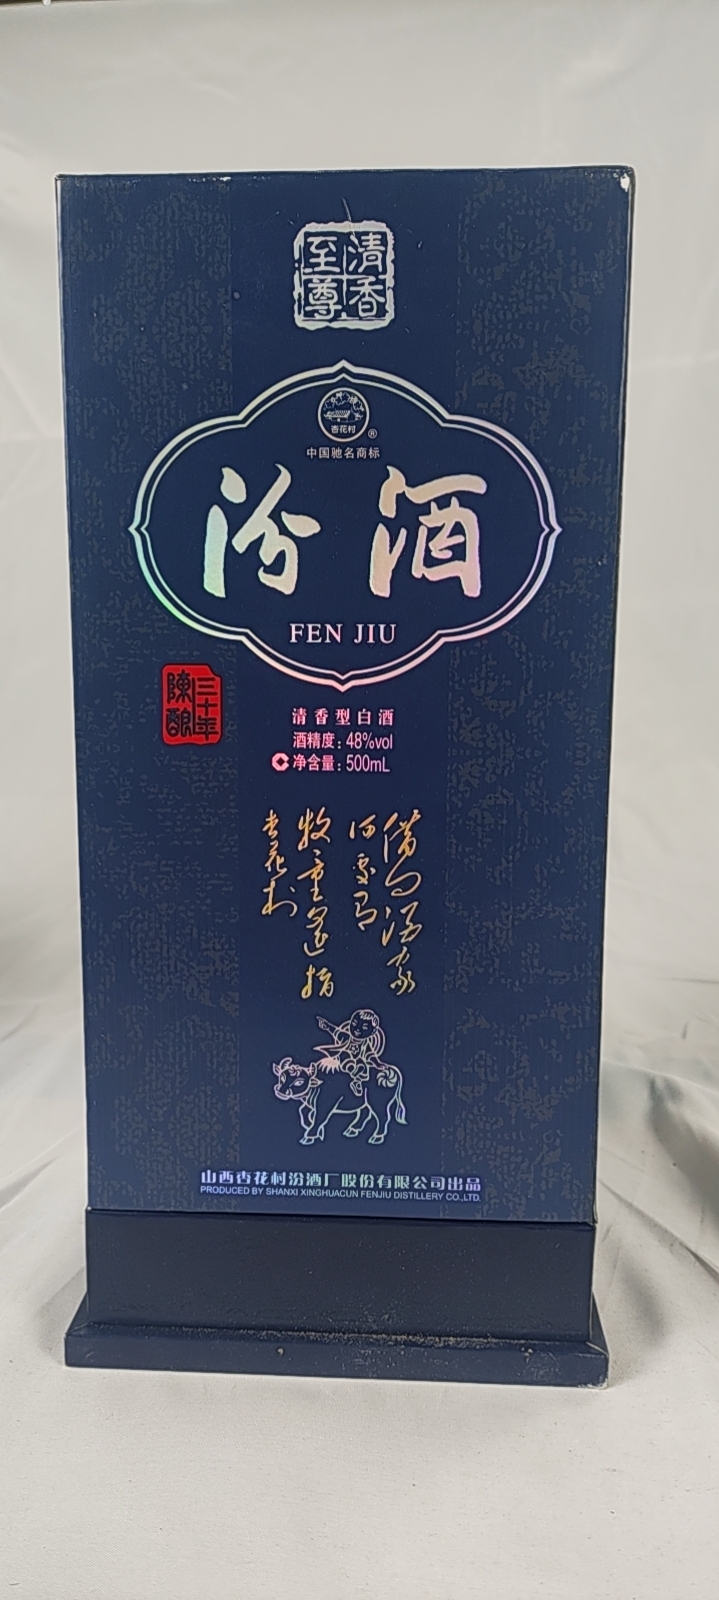 清香
至尊
杏花村
®
中国驰名商标
汾酒
FEN JIU
三十年
陳釀
清香型白酒
酒精度：48%vol
净含量：500mL
借问酒家
何處有
牧童遥指
杏花村
山西杏花村汾酒厂股份有限公司出品
PRODUCED BY SHANXI XINGHUACUN FENJIU DISTILLERY CO.,LTD.